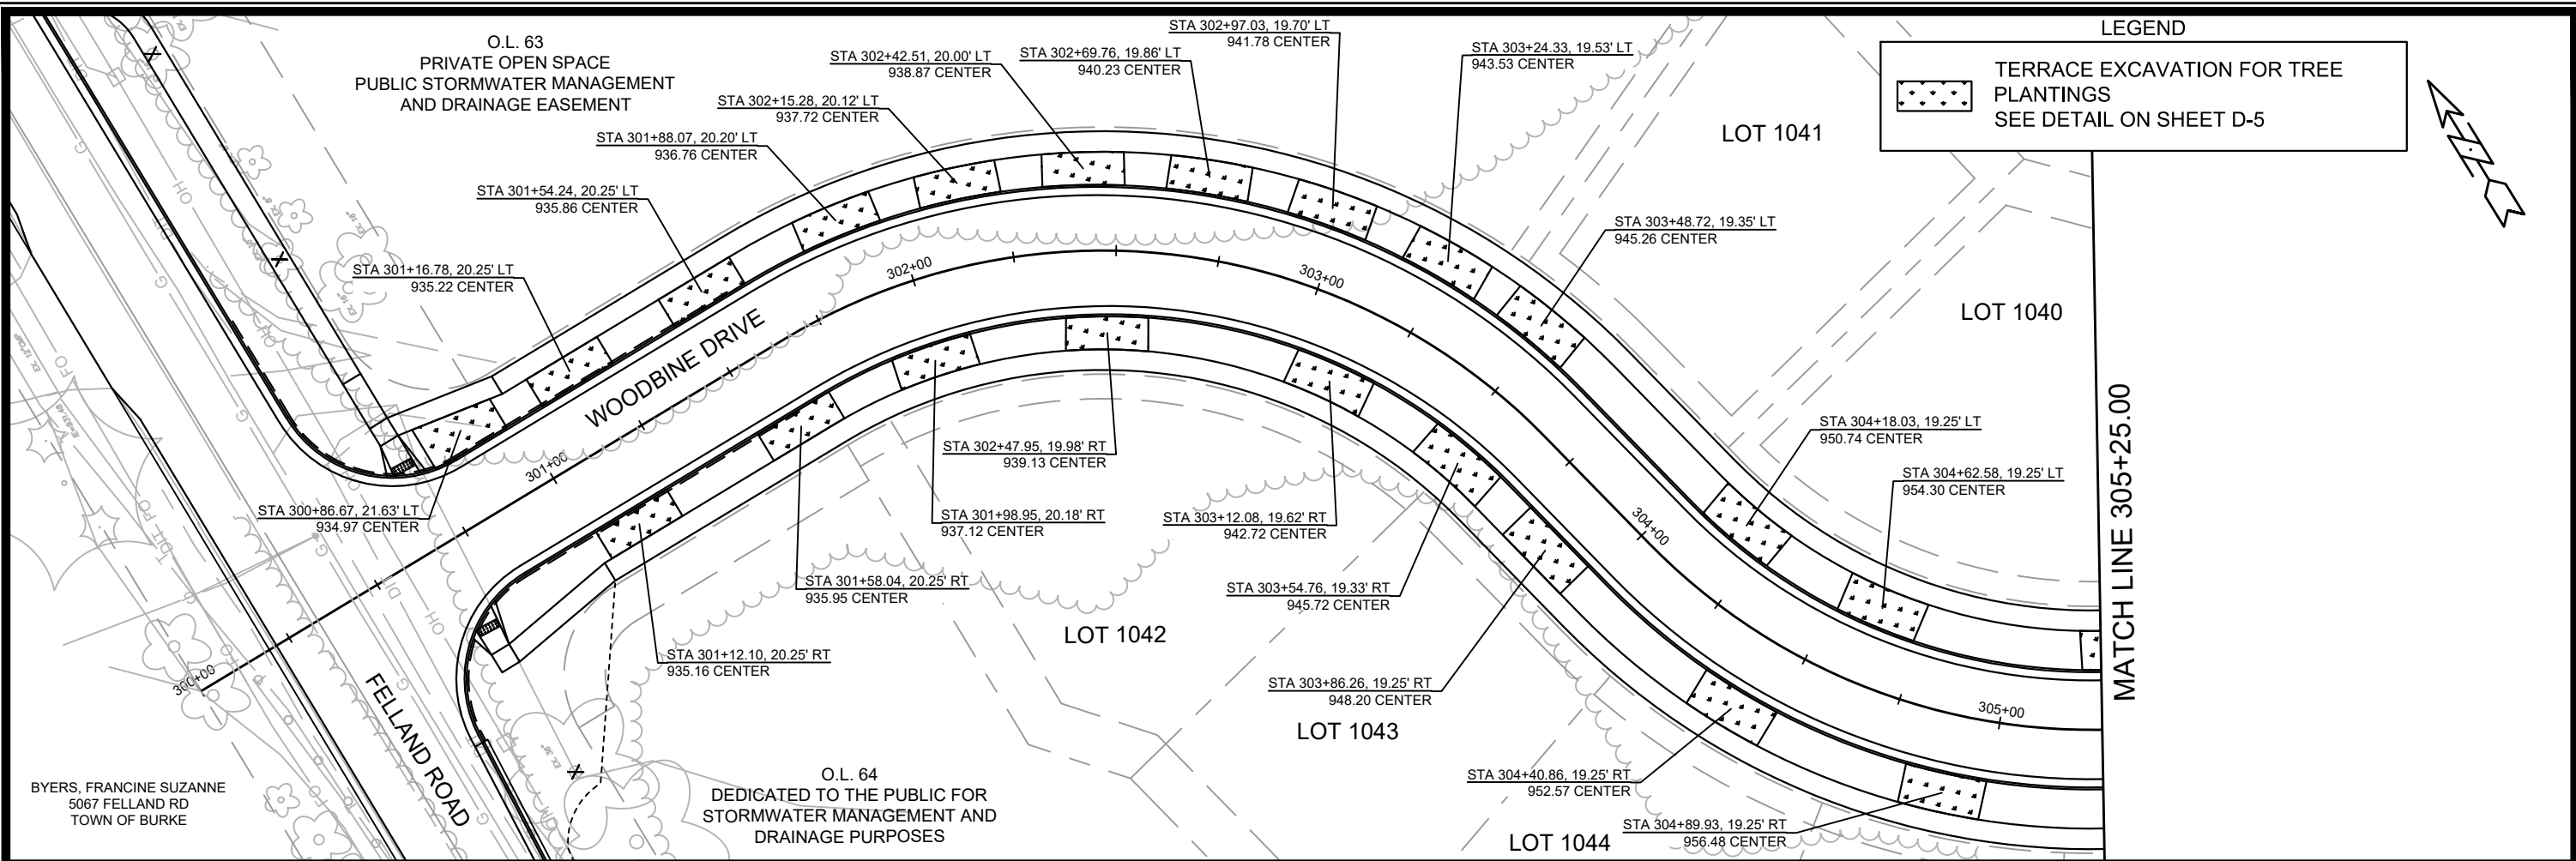 O.L. 63
PRIVATE OPEN SPACE
PUBLIC STORMWATER MANAGEMENT
AND DRAINAGE EASEMENT
STA 302+97.03, 19.70' LT
941.78 CENTER
STA 302+42.51, 20.00' LT
938.87 CENTER
STA 302+69.76, 19.86' LT
940.23 CENTER
STA 303+24.33, 19.53' LT
943.53 CENTER
STA 302+15.28, 20.12' LT
937.72 CENTER
STA 301+88.07, 20.20' LT
936.76 CENTER
STA 301+54.24, 20.25' LT
935.86 CENTER
STA 301+16.78, 20.25' LT
935.22 CENTER
STA 303+48.72, 19.35' LT
945.26 CENTER
LEGEND
TERRACE EXCAVATION FOR TREE
PLANTINGS
SEE DETAIL ON SHEET D-5
LOT 1041
LOT 1040
302+00
303+00
WOODBINE DRIVE
301+00
STA 300+86.67, 21.63' LT
934.97 CENTER
STA 302+47.95, 19.98' RT
939.13 CENTER
STA 301+98.95, 20.18' RT
937.12 CENTER
STA 303+12.08, 19.62' RT
942.72 CENTER
STA 304+18.03, 19.25' LT
950.74 CENTER
STA 304+62.58, 19.25' LT
954.30 CENTER
304+00
STA 301+58.04, 20.25' RT
935.95 CENTER
STA 303+54.76, 19.33' RT
945.72 CENTER
STA 301+12.10, 20.25' RT
935.16 CENTER
LOT 1042
STA 303+86.26, 19.25' RT
948.20 CENTER
LOT 1043
300+00
305+00
MATCH LINE 305+25.00
FELLAND ROAD
STA 304+40.86, 19.25' RT
952.57 CENTER
STA 304+89.93, 19.25' RT
956.48 CENTER
LOT 1044
O.L. 64
DEDICATED TO THE PUBLIC FOR
STORMWATER MANAGEMENT AND
DRAINAGE PURPOSES
BYERS, FRANCINE SUZANNE
5067 FELLAND RD
TOWN OF BURKE